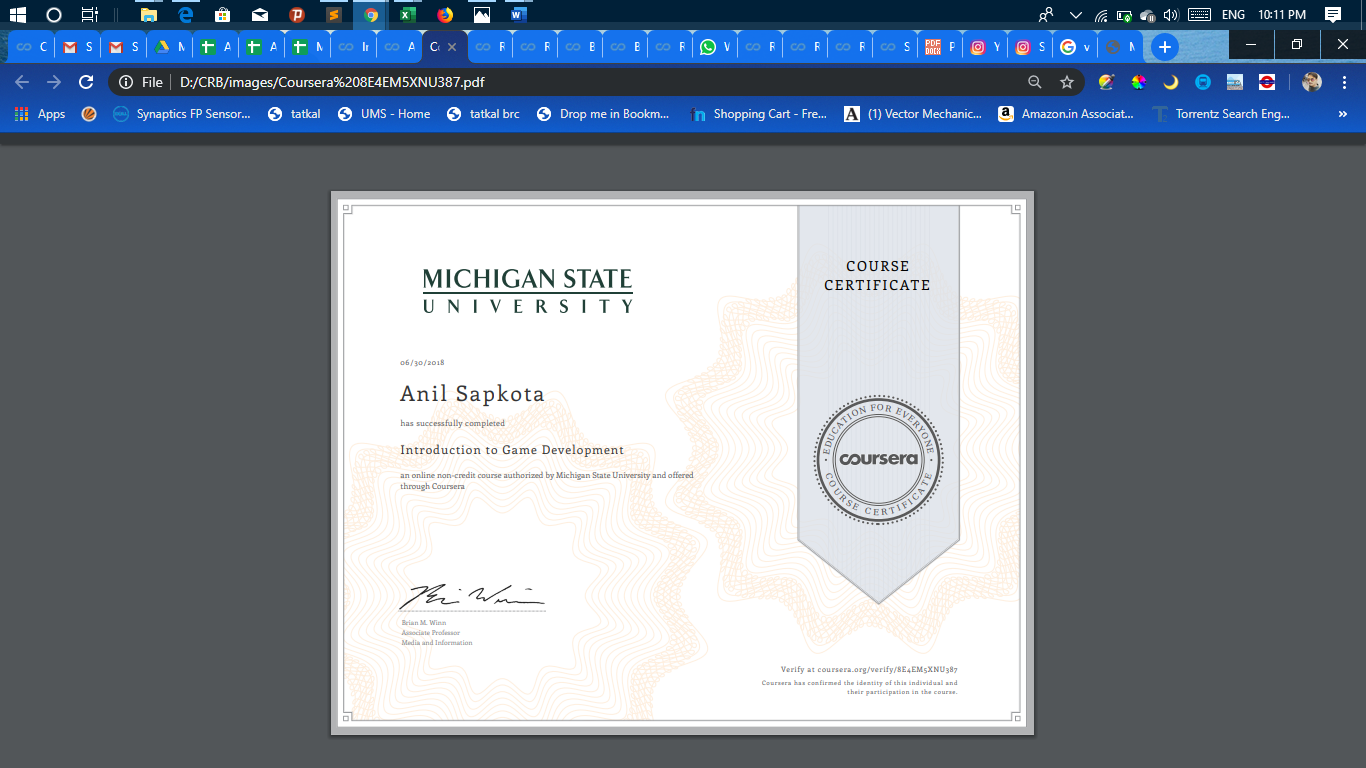 ENG 10:11 PM
C
S
S
M
A
A
M
Ir
A
Co
R
R
B
B
R
V
R
R
R
S
P
Y
S
v
N
File D:/CRB/images/Coursera%208E4EM5XNU387.pdf
Apps Synaptics FP Sensor... tatkal UMS - Home tatkal brc Drop me in Bookm... Shopping Cart - Fre... (1) Vector Mechanic... Amazon.in Associat... Torrentz Search Eng... »
MICHIGAN STATE
UNIVERSITY
COURSE
CERTIFICATE
06/30/2018
Anil Sapkota
has successfully completed
Introduction to Game Development
an online non-credit course authorized by Michigan State University and offered
through Coursera
EDUCATION FOR EVERYONE
coursera
COURSE CERTIFICATE
Brian M. Winn
Associate Professor
Media and Information
Verify at coursera.org/verify/8E4EM5XNU387
Coursera has confirmed the identity of this individual and
their participation in the course.